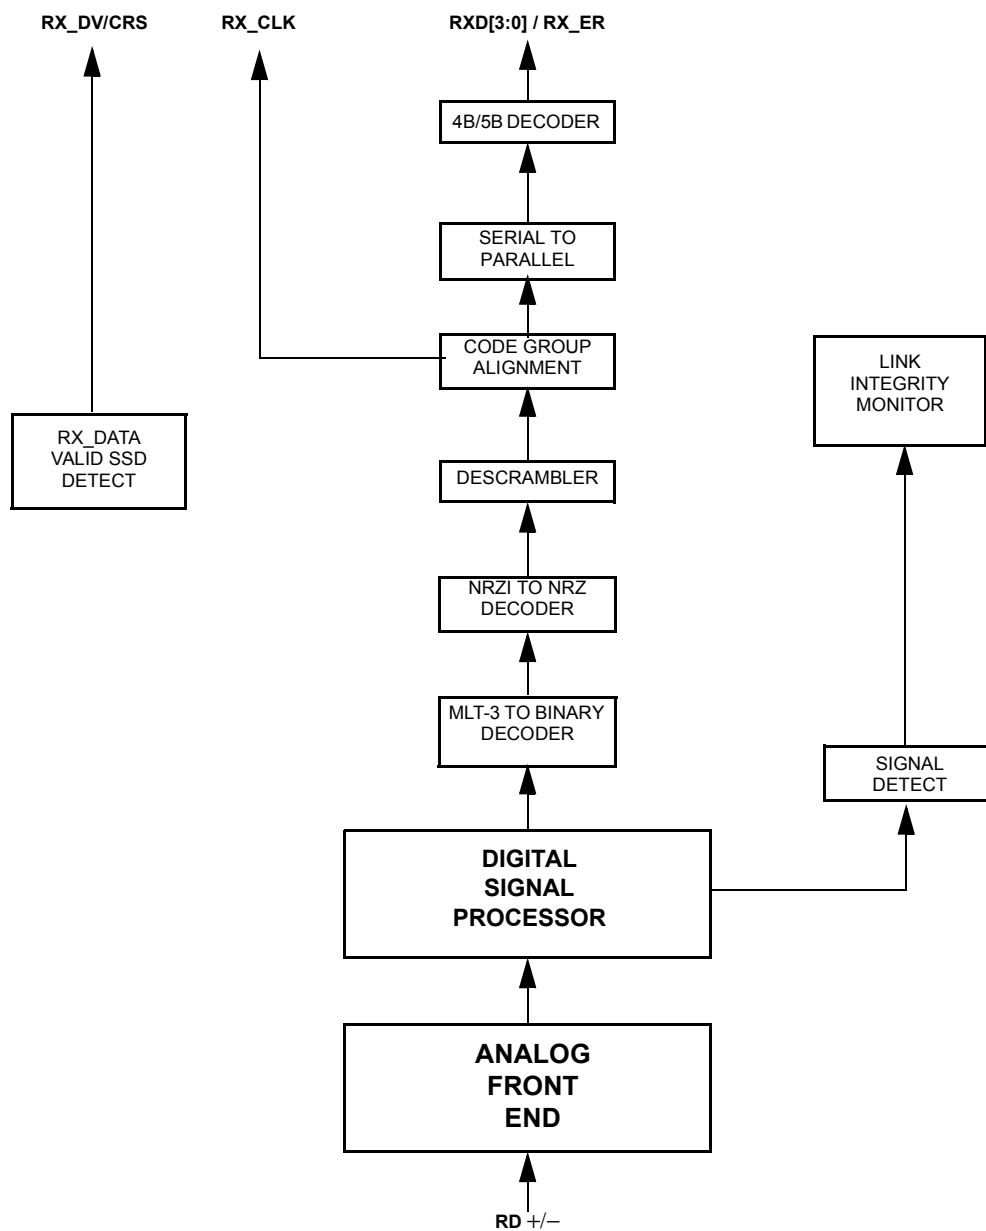 RX_DV/CRS
RX_CLK
RXD[3:0] / RX_ER
4B/5B DECODER
SERIAL TO
PARALLEL
CODE GROUP
ALIGNMENT
LINK
INTEGRITY
MONITOR
RX_DATA
VALID SSD
DETECT
DESCRAMBLER
NRZI TO NRZ
DECODER
MLT-3 TO BINARY
DECODER
SIGNAL
DETECT
DIGITAL
SIGNAL
PROCESSOR
ANALOG
FRONT
END
RD +/−